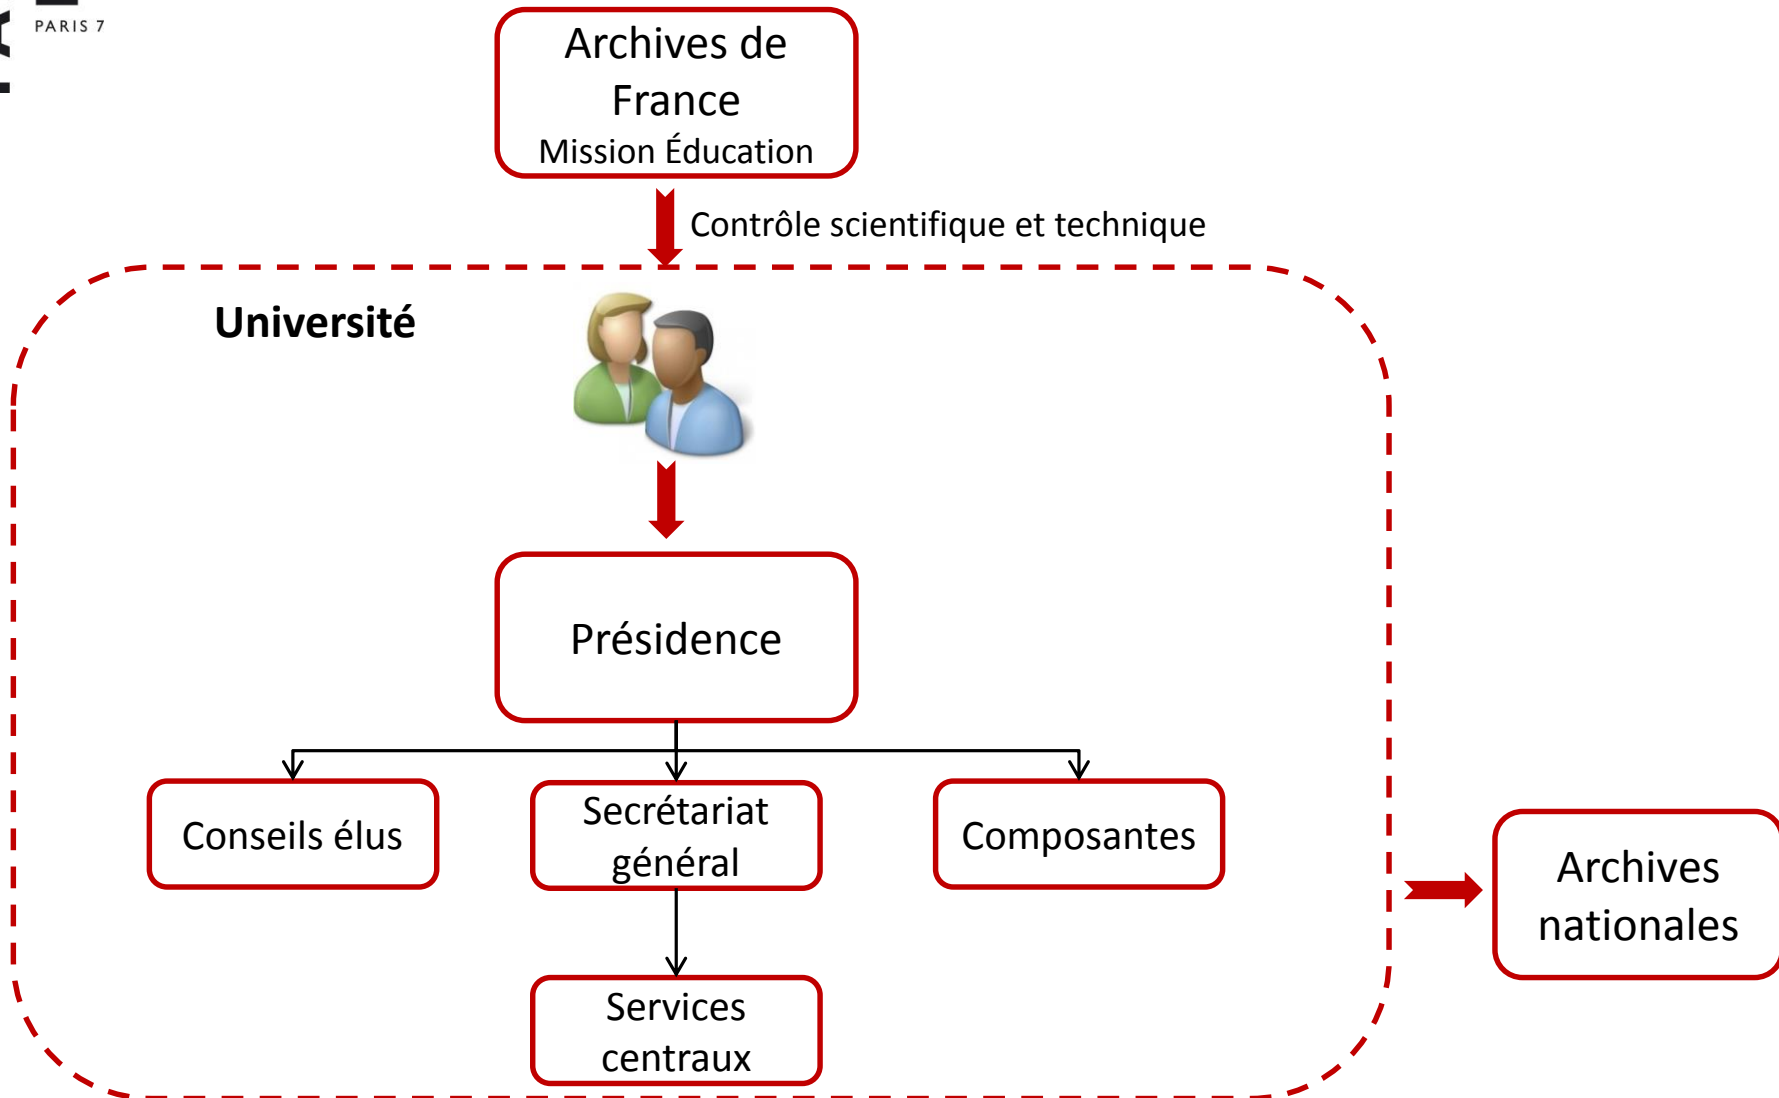 PARIS 7
Archives de
France
Mission Éducation
Contrôle scientifique et technique
Université
Présidence
Conseils élus
Secrétariat
général
Composantes
Archives
nationales
Services
centraux